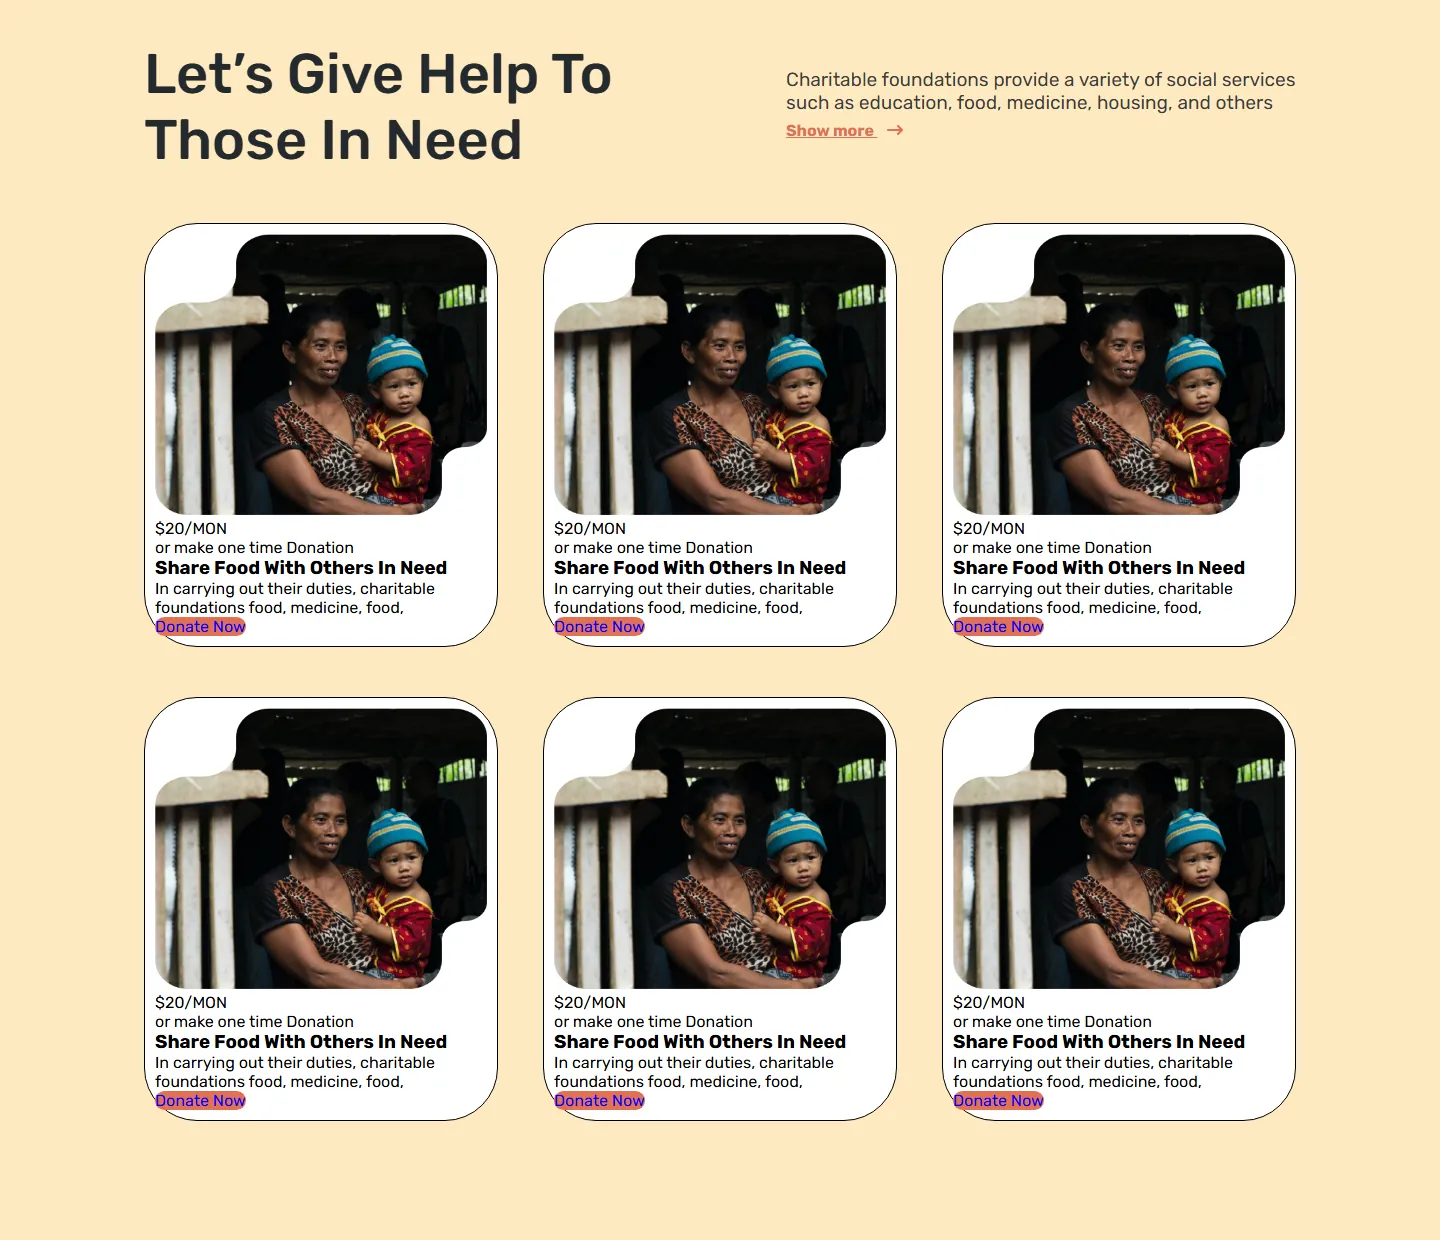 Let’s Give Help To
Those In Need
Charitable foundations provide a variety of social services
such as education, food, medicine, housing, and others
Show more →
$20/MON
or make one time Donation
Share Food With Others In Need
In carrying out their duties, charitable
foundations food, medicine, food,
Donate Now
$20/MON
or make one time Donation
Share Food With Others In Need
In carrying out their duties, charitable
foundations food, medicine, food,
Donate Now
$20/MON
or make one time Donation
Share Food With Others In Need
In carrying out their duties, charitable
foundations food, medicine, food,
Donate Now
$20/MON
or make one time Donation
Share Food With Others In Need
In carrying out their duties, charitable
foundations food, medicine, food,
Donate Now
$20/MON
or make one time Donation
Share Food With Others In Need
In carrying out their duties, charitable
foundations food, medicine, food,
Donate Now
$20/MON
or make one time Donation
Share Food With Others In Need
In carrying out their duties, charitable
foundations food, medicine, food,
Donate Now